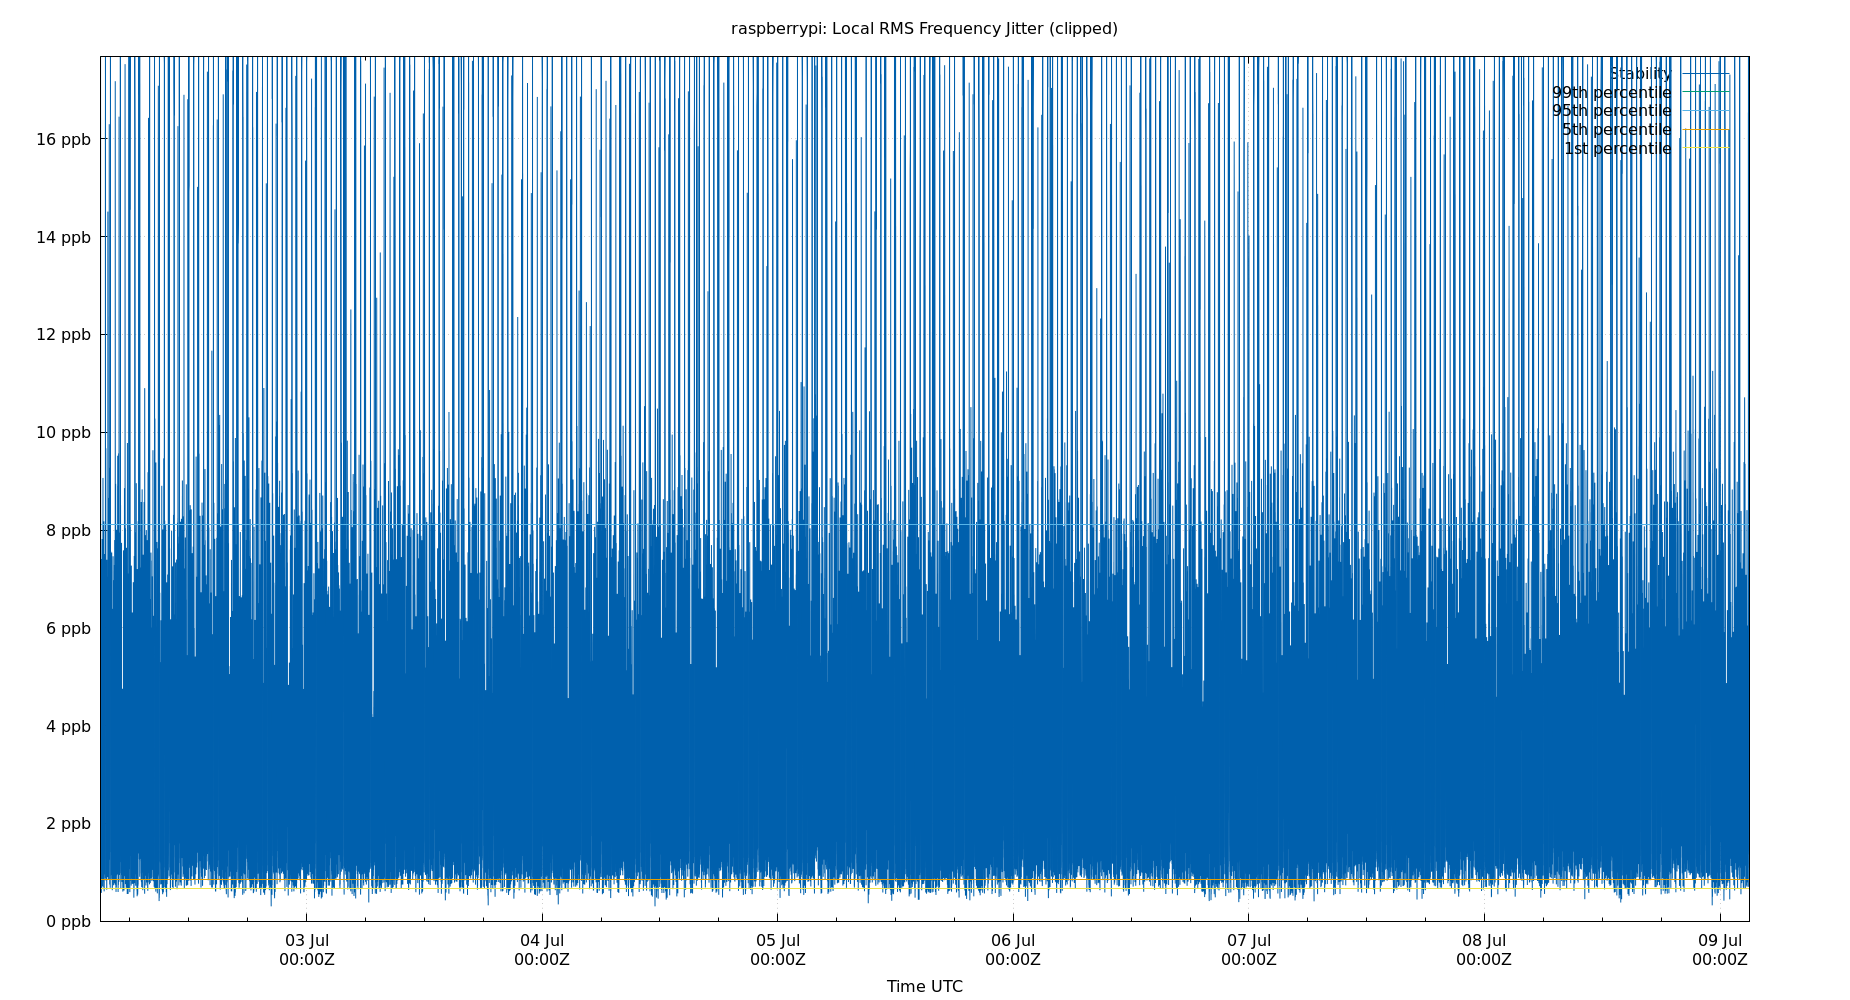 raspberrypi: Local RMS Frequency Jitter (clipped)
Stability
99th percentile
95th percentile
5th percentile
1st percentile
16 ppb
14 ppb
12 ppb
10 ppb
8 ppb
6 ppb
4 ppb
2 ppb
0 ppb
03 Jul 04 Jul 05 Jul 06 Jul 07 Jul 08 Jul 09 Jul
00:00Z 00:00Z 00:00Z 00:00Z 00:00Z 00:00Z 00:00Z
Time UTC